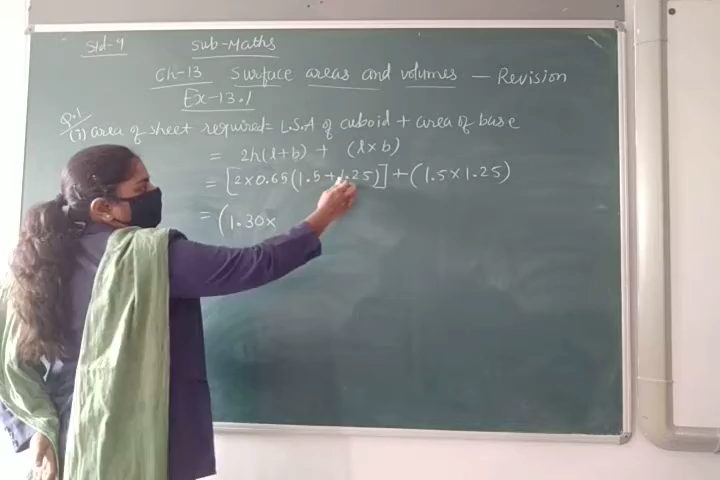 Std-9 Sub-Maths
Ch-13 Surface areas and volumes — Revision
Ex-13.1
Q.1
(i) area of sheet required = L.S.A of cuboid + area of base
= 2h(l+b) + (l×b)
= [2×0.65(1.5+1.25)] + (1.5×1.25)
= (1.30×